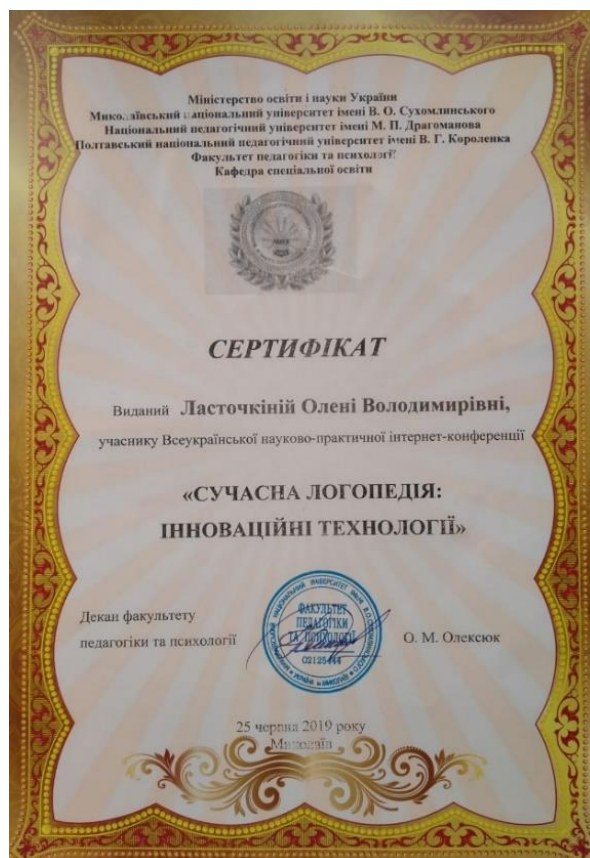 Міністерство освіти і науки України
Миколаївський національний університет імені В. О. Сухомлинського
Національний педагогічний університет імені М. П. Драгоманова
Полтавський національний педагогічний університет імені В. Г. Короленка
Факультет педагогіки та психології
Кафедра спеціальної освіти
СЕРТИФІКАТ
Виданий Ласточкіній Олені Володимирівні,
учаснику Всеукраїнської науково-практичної інтернет-конференції
«СУЧАСНА ЛОГОПЕДІЯ:
ІННОВАЦІЙНІ ТЕХНОЛОГІЇ»
Декан факультету
педагогіки та психології
ФАКУЛЬТЕТ
ПЕДАГОГІКИ
ТА ПСИХОЛОГІЇ
02125444
О. М. Олексюк
25 червня 2019 року
Миколаїв